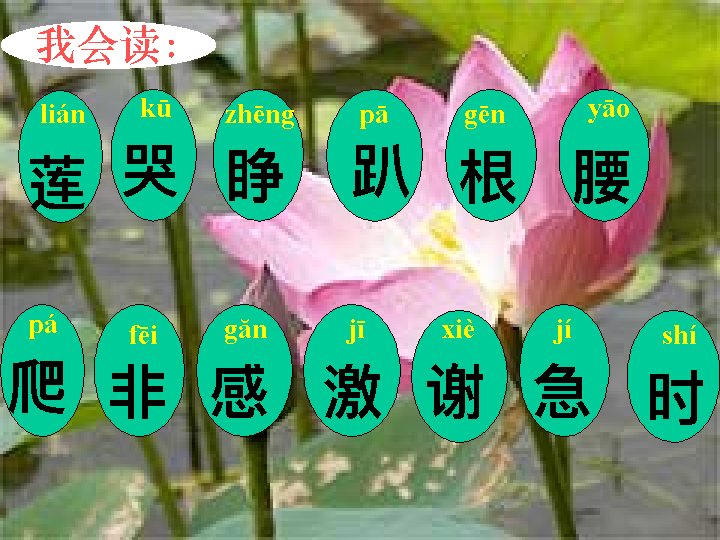 我会读：
lián kū zhēng pā gēn yāo
莲 哭 睁 趴 根 腰
pá fēi gǎn jī xiè jí shí
爬 非 感 激 谢 急 时